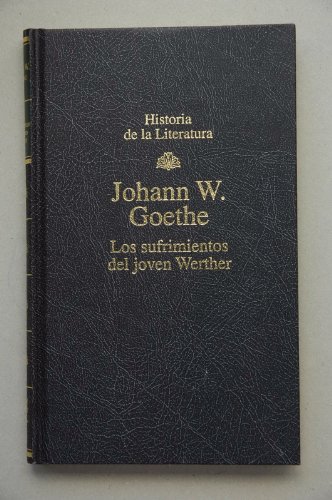 Historia
de la Literatura
Johann W.
Goethe
Los sufrimientos
del joven Werther